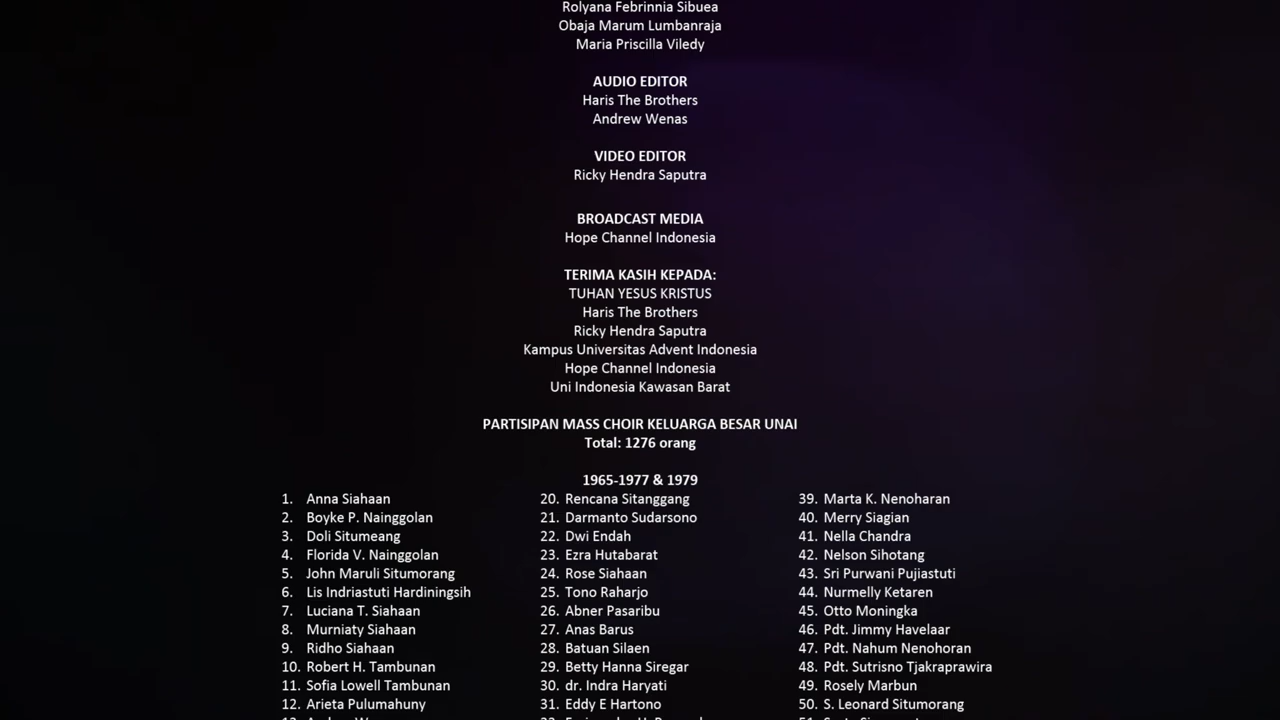 Rolyana Febrinnia Sibuea
Obaja Marum Lumbanraja
Maria Priscilla Viledy
AUDIO EDITOR
Haris The Brothers
Andrew Wenas
VIDEO EDITOR
Ricky Hendra Saputra
BROADCAST MEDIA
Hope Channel Indonesia
TERIMA KASIH KEPADA:
TUHAN YESUS KRISTUS
Haris The Brothers
Ricky Hendra Saputra
Kampus Universitas Advent Indonesia
Hope Channel Indonesia
Uni Indonesia Kawasan Barat
PARTISIPAN MASS CHOIR KELUARGA BESAR UNAI
Total: 1276 orang
1965-1977 & 1979
1. Anna Siahaan
2. Boyke P. Nainggolan
3. Doli Situmeang
4. Florida V. Nainggolan
5. John Maruli Situmorang
6. Lis Indriastuti Hardiningsih
7. Luciana T. Siahaan
8. Murniaty Siahaan
9. Ridho Siahaan
10. Robert H. Tambunan
11. Sofia Lowell Tambunan
12. Arieta Pulumahuny
20. Rencana Sitanggang
21. Darmanto Sudarsono
22. Dwi Endah
23. Ezra Hutabarat
24. Rose Siahaan
25. Tono Raharjo
26. Abner Pasaribu
27. Anas Barus
28. Batuan Silaen
29. Betty Hanna Siregar
30. dr. Indra Haryati
31. Eddy E Hartono
39. Marta K. Nenoharan
40. Merry Siagian
41. Nella Chandra
42. Nelson Sihotang
43. Sri Purwani Pujiastuti
44. Nurmelly Ketaren
45. Otto Moningka
46. Pdt. Jimmy Havelaar
47. Pdt. Nahum Nenohoran
48. Pdt. Sutrisno Tjakraprawira
49. Rosely Marbun
50. S. Leonard Situmorang